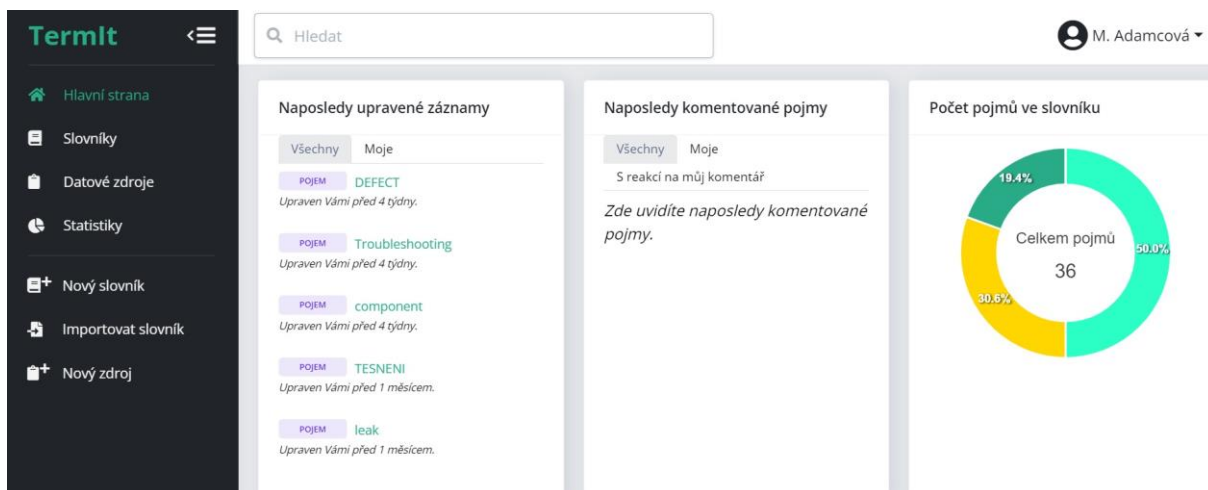 TermIt
Hledat
M. Adamcová
Hlavní strana
Slovníky
Datové zdroje
Statistiky
Nový slovník
Importovat slovník
Nový zdroj
Naposledy upravené záznamy
Všechny Moje
POJEM DEFECT
Upraven Vámi před 4 týdny.
POJEM Troubleshooting
Upraven Vámi před 4 týdny.
POJEM component
Upraven Vámi před 4 týdny.
POJEM TESNENI
Upraven Vámi před 1 měsícem.
POJEM leak
Upraven Vámi před 1 měsícem.
Naposledy komentované pojmy
Všechny Moje
S reakcí na můj komentář
Zde uvidíte naposledy komentované
pojmy.
Počet pojmů ve slovníku
19.4%
Celkem pojmů
36
50.0%
30.6%